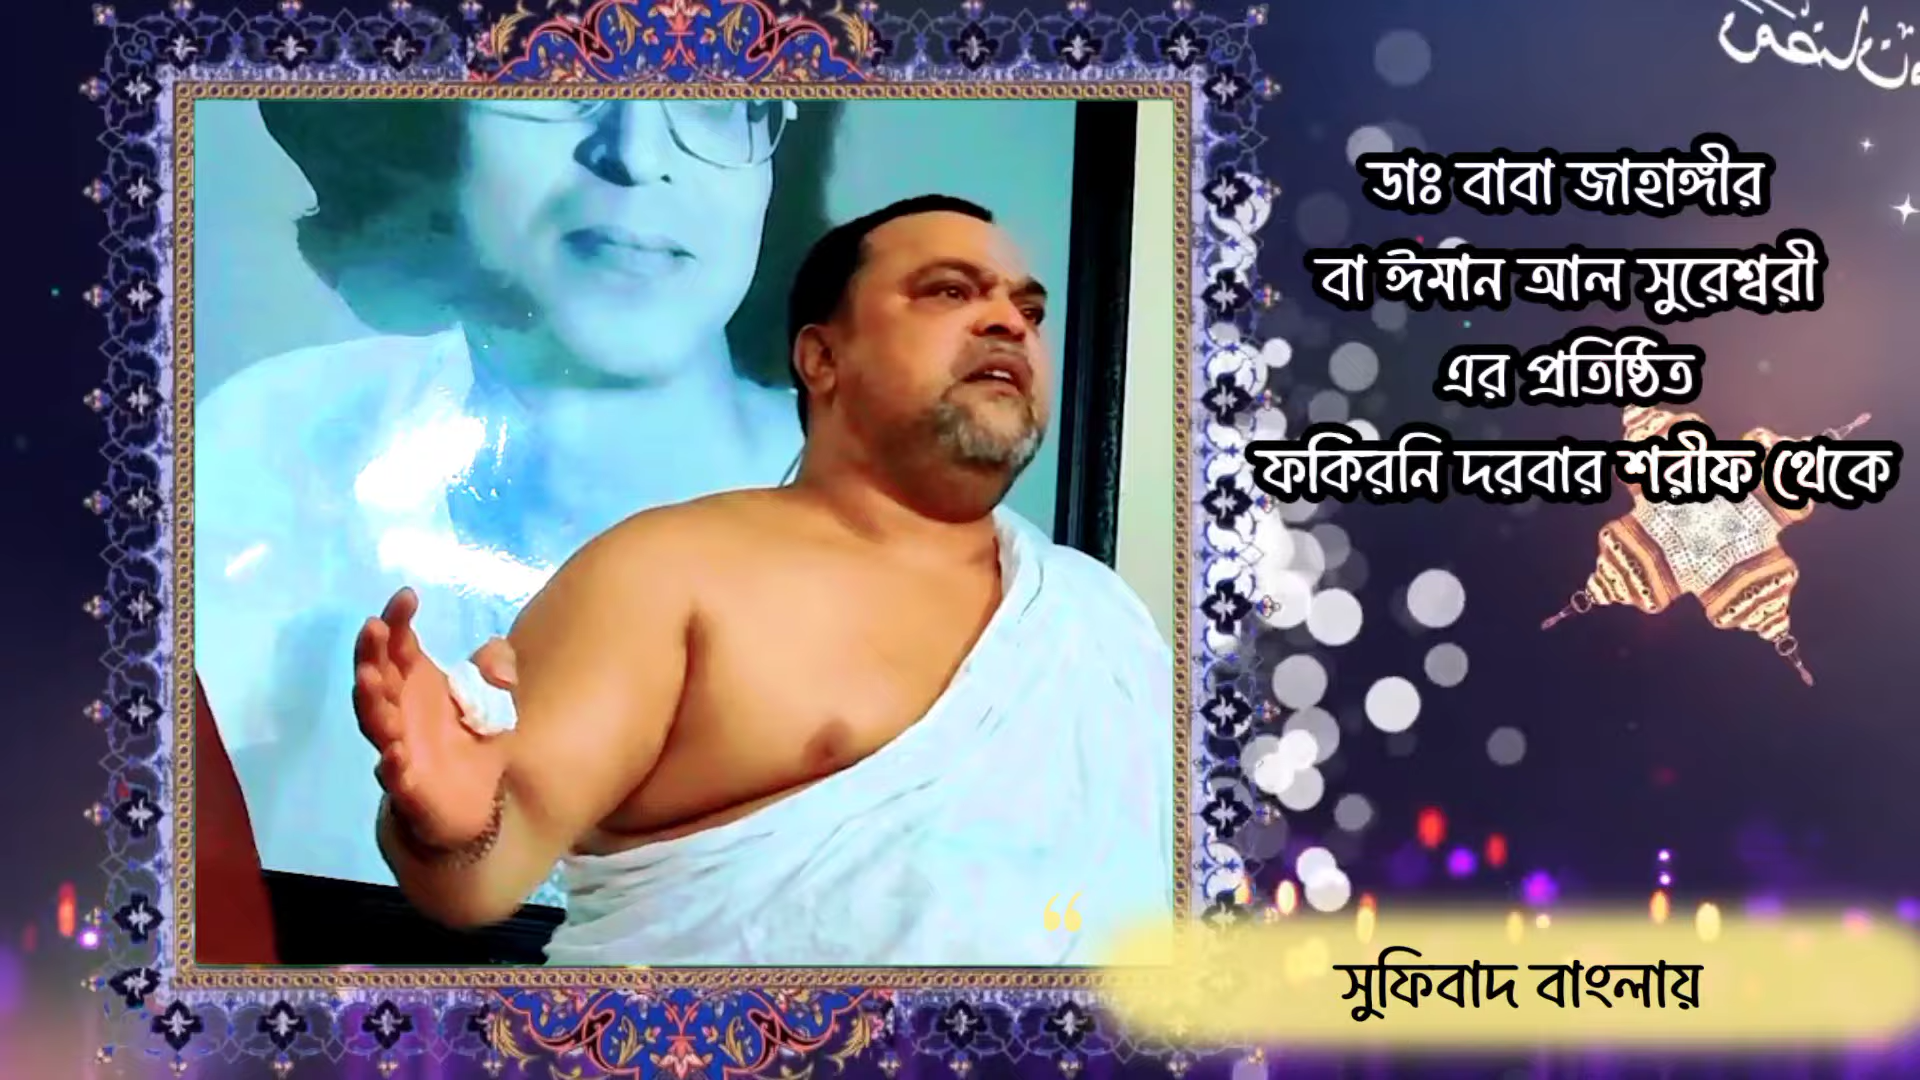 ডাঃ বাবা জাহাঙ্গীর
বা ঈমান আল সুরেশ্বরী
এর প্রতিষ্ঠিত
ফকিরনি দরবার শরীফ থেকে
সুফিবাদ বাংলায়